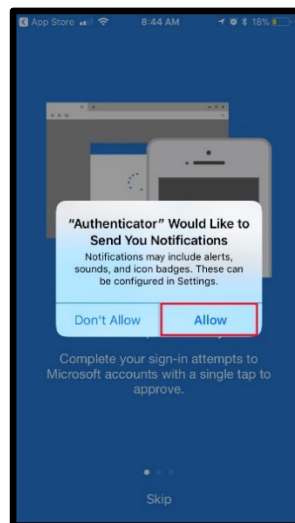 App Store 8:44 AM 18%
"Authenticator" Would Like to
Send You Notifications
Notifications may include alerts,
sounds, and icon badges. These can
be configured in Settings.
Don't Allow Allow
Complete your sign-in attempts to
Microsoft accounts with a single tap to
approve.
Skip